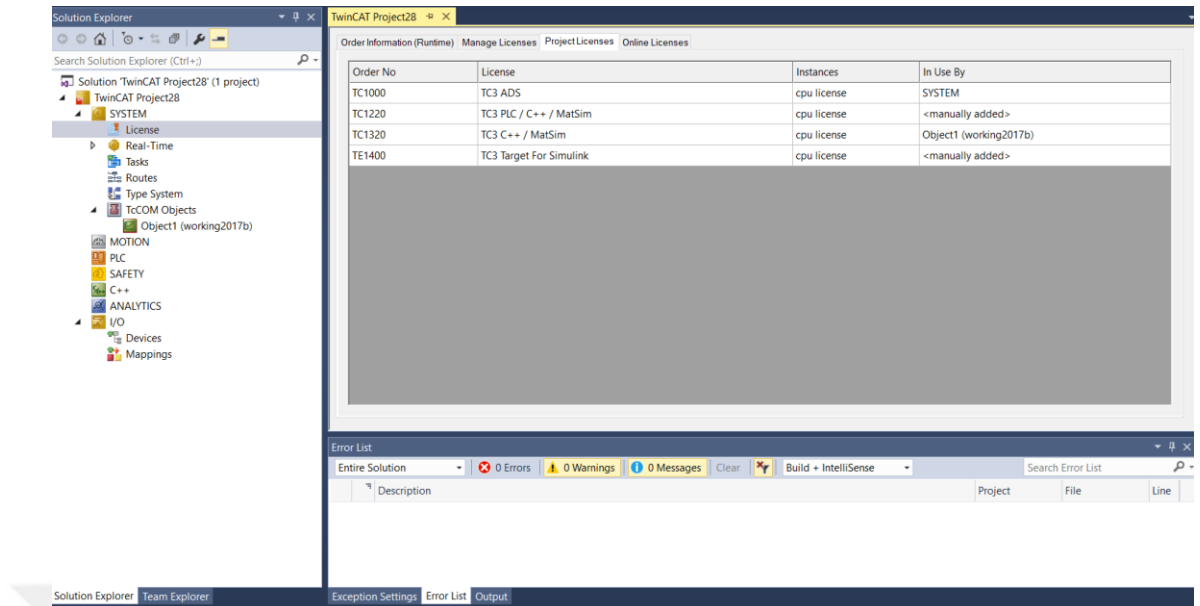 Solution Explorer
Search Solution Explorer (Ctrl+;)
Solution 'TwinCAT Project28' (1 project)
TwinCAT Project28
SYSTEM
License
Real-Time
Tasks
Routes
Type System
TcCOM Objects
Object1 (working2017b)
MOTION
PLC
SAFETY
C++
ANALYTICS
I/O
Devices
Mappings
Solution Explorer Team Explorer
TwinCAT Project28
Order Information (Runtime) Manage Licenses Project Licenses Online Licenses
Order No License Instances In Use By
TC1000 TC3 ADS cpu license SYSTEM
TC1220 TC3 PLC / C++ / MatSim cpu license <manually added>
TC1320 TC3 C++ / MatSim cpu license Object1 (working2017b)
TE1400 TC3 Target For Simulink cpu license <manually added>
Error List
Entire Solution 0 Errors 0 Warnings 0 Messages Clear Build + IntelliSense Search Error List
Description Project File Line
Exception Settings Error List Output